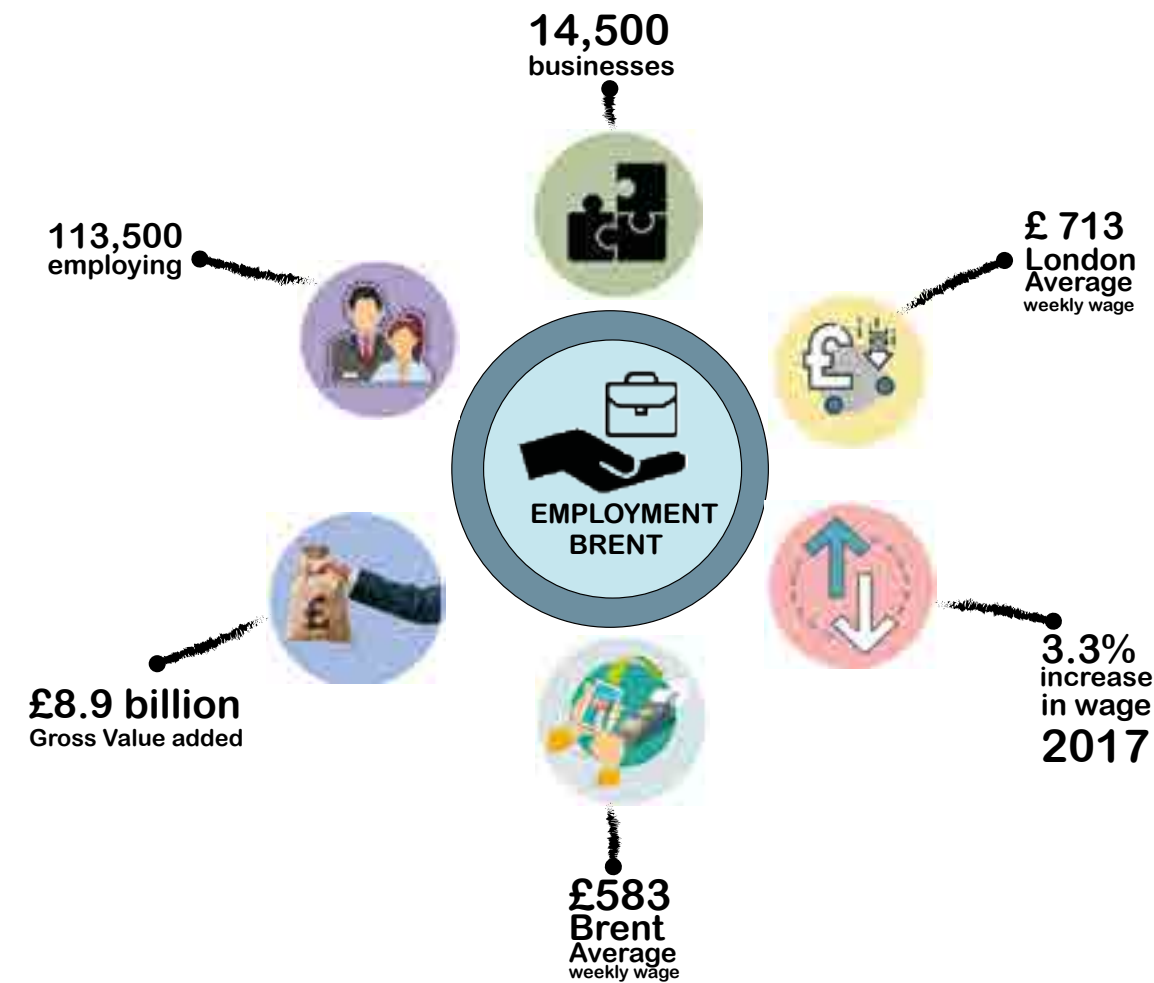 14,500
businesses
113,500
employing
£ 713
London
Average
weekly wage
EMPLOYMENT
BRENT
£8.9 billion
Gross Value added
3.3%
increase
in wage
2017
£583
Brent
Average
weekly wage